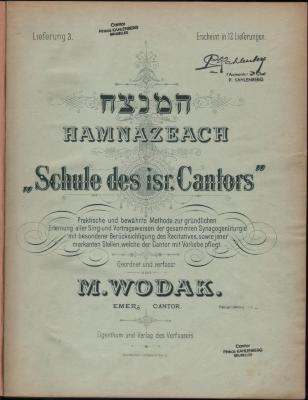 Lieferung 3.
Cantor
Pinkas KAHLENBERG
BRUXELLES
Erscheint in 12 Lieferungen.
P. Kahlenberg
P. KAHLENBERG
המנצח
HAMNAZEACH
„Schule des isr. Cantors”
Praktische und bewährte Methode zur gründlichen
Erlernung aller Sing- und Vortragsweisen der gesammten Synagogenliturgie
mit besonderer Berücksichtigung des Recitatives, sowie jener
markanten Stellen, welche der Cantor mit Vorliebe pflegt.
Geordnet und verfasst
von
M. WODAK.
EMER. CANTOR.
Eigenthum und Verlag des Verfassers
Cantor
Pinkas KAHLENBERG
BRUXELLES